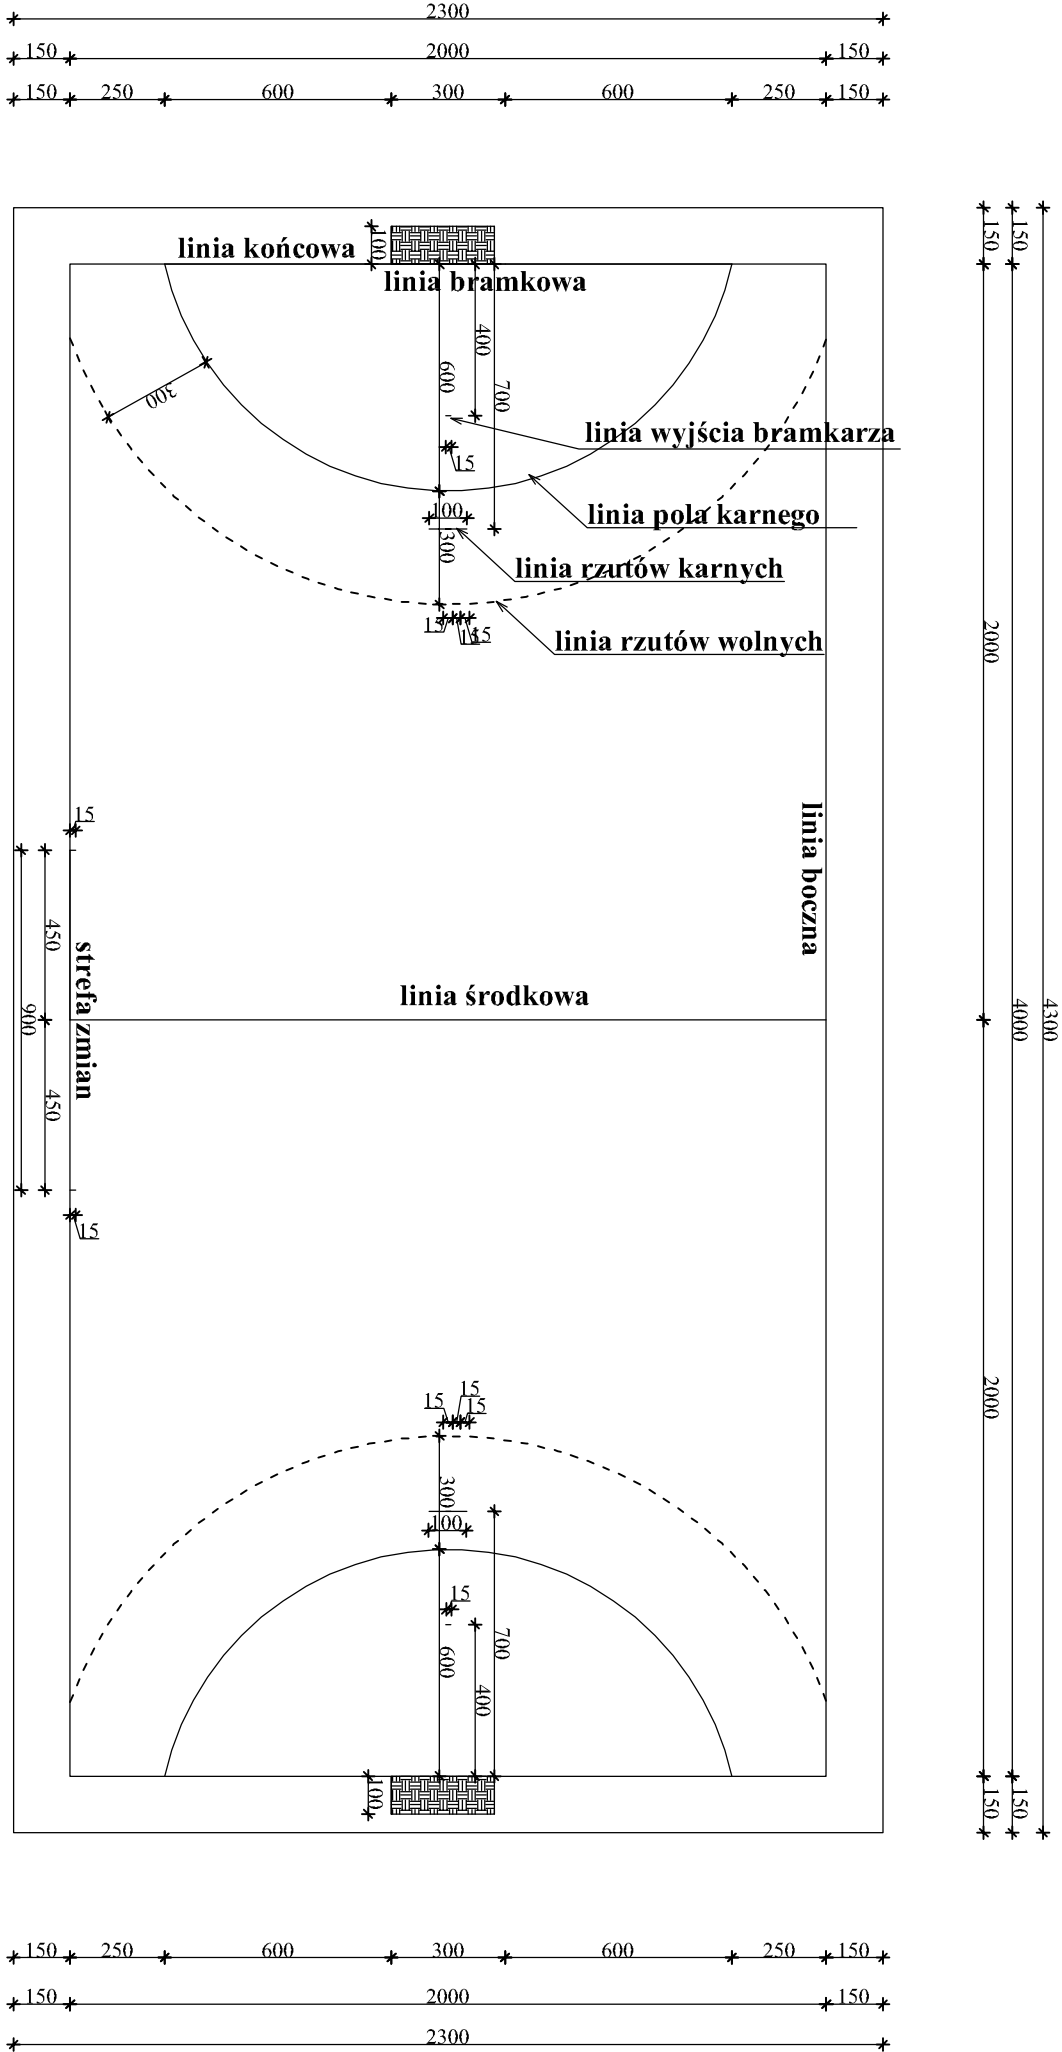 2300
150 2000 150
150 250 600 300 600 250 150
linia końcowa
100
linia bramkowa
150 150
400
600
700
300
linia wyjścia bramkarza
15
100
linia pola karnego
300
linia rzutów karnych
15 15 15
linia rzutów wolnych
2000
15
linia boczna
450
strefa zmian
linia środkowa
900
4000
4300
450
15
2000
15
15 15
300
100
15
600
700
400
100
150 150
150 250 600 300 600 250 150
150 2000 150
2300